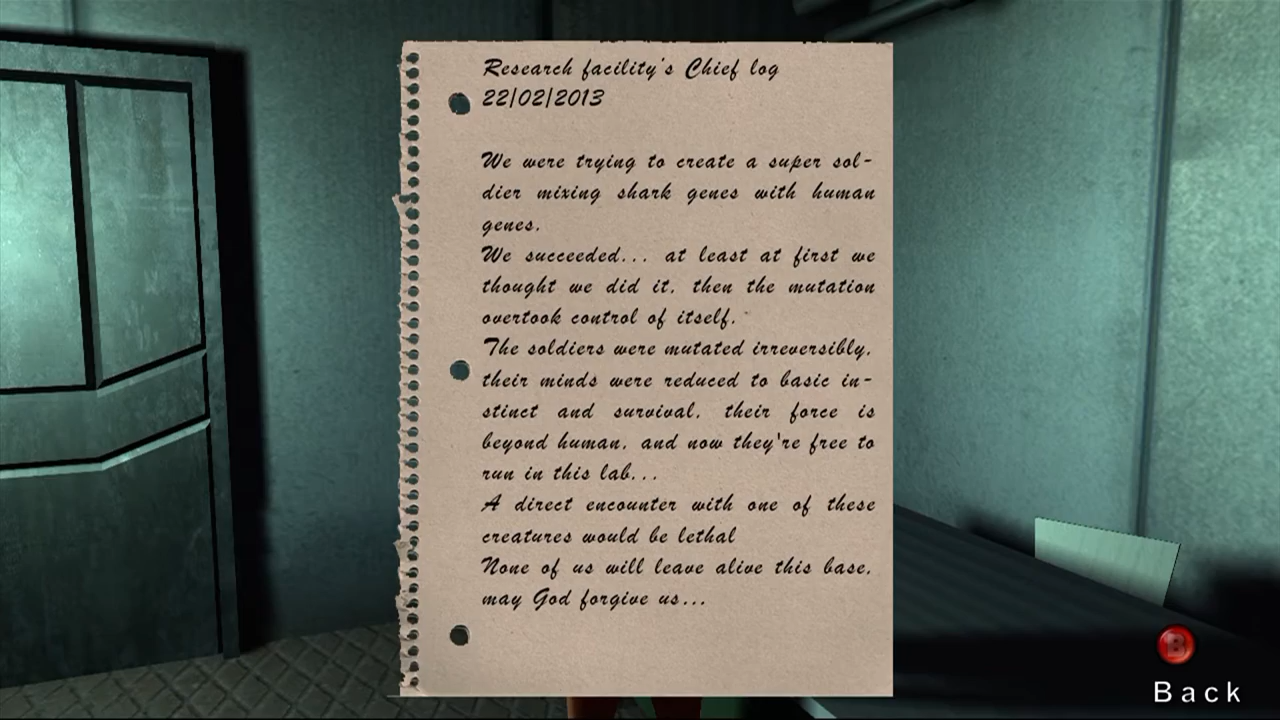 Research facility's Chief log
22/02/2013
We were trying to create a super sol-
dier mixing shark genes with human
genes.
We succeeded... at least at first we
thought we did it, then the mutation
overtook control of itself.
The soldiers were mutated irreversibly,
their minds were reduced to basic in-
stinct and survival, their force is
beyond human, and now they're free to
run in this lab...
A direct encounter with one of these
creatures would be lethal
None of us will leave alive this base,
may God forgive us...
B
Back